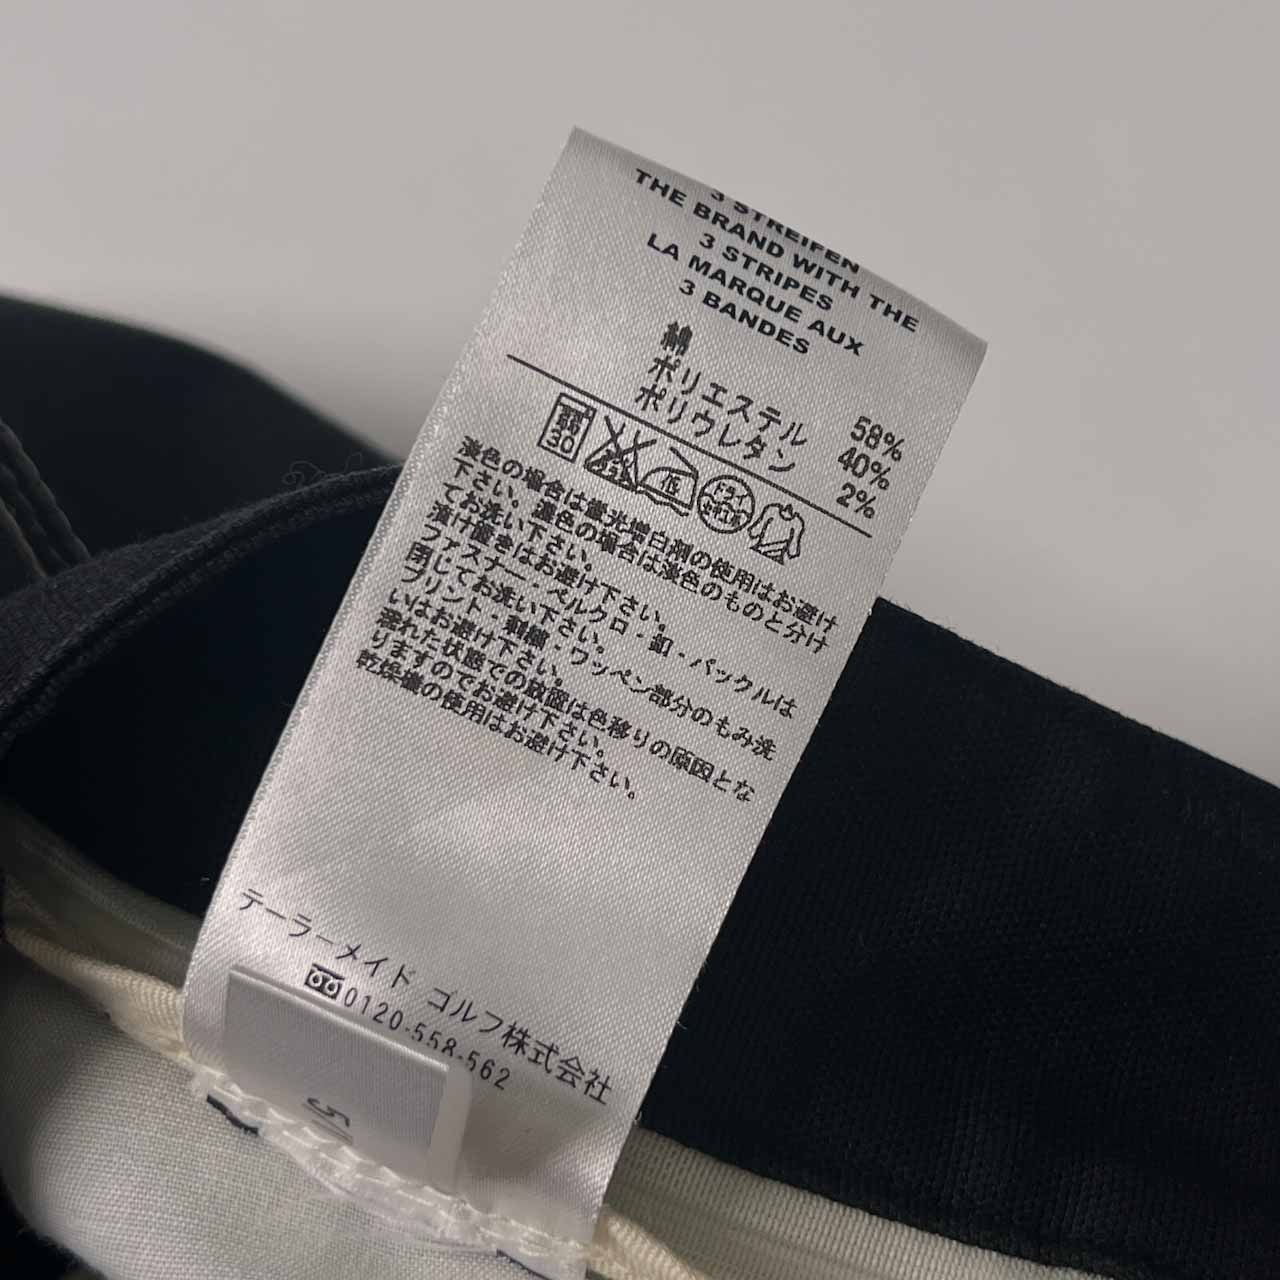 3 STREIFEN
THE BRAND WITH THE
3 STRIPES
LA MARQUE AUX
3 BANDES
綿 58%
ポリエステル 40%
ポリウレタン 2%
30
低
ドライ
淡色の場合は蛍光増白剤の使用はお避け
下さい。濃色の場合は淡色のものと分け
てお洗い下さい。
漬け置きはお避け下さい。
ファスナー・ベルクロ・釦・バックルは
閉じてお洗い下さい。
プリント・刺繍・ワッペン部分のもみ洗
いはお避け下さい。
濡れた状態での放置は色移りの原因とな
りますのでお避け下さい。
乾燥機の使用はお避け下さい。
テーラーメイド ゴルフ株式会社
0120-558-562